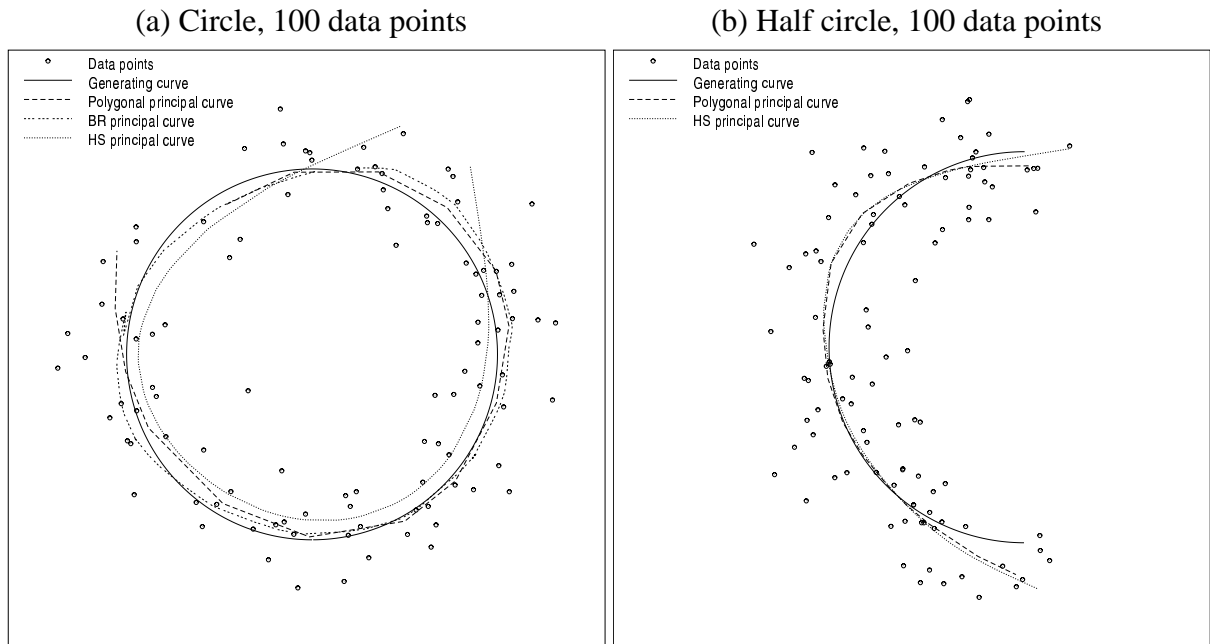 (a) Circle, 100 data points
Data points
Generating curve
Polygonal principal curve
BR principal curve
HS principal curve
(b) Half circle, 100 data points
Data points
Generating curve
Polygonal principal curve
HS principal curve